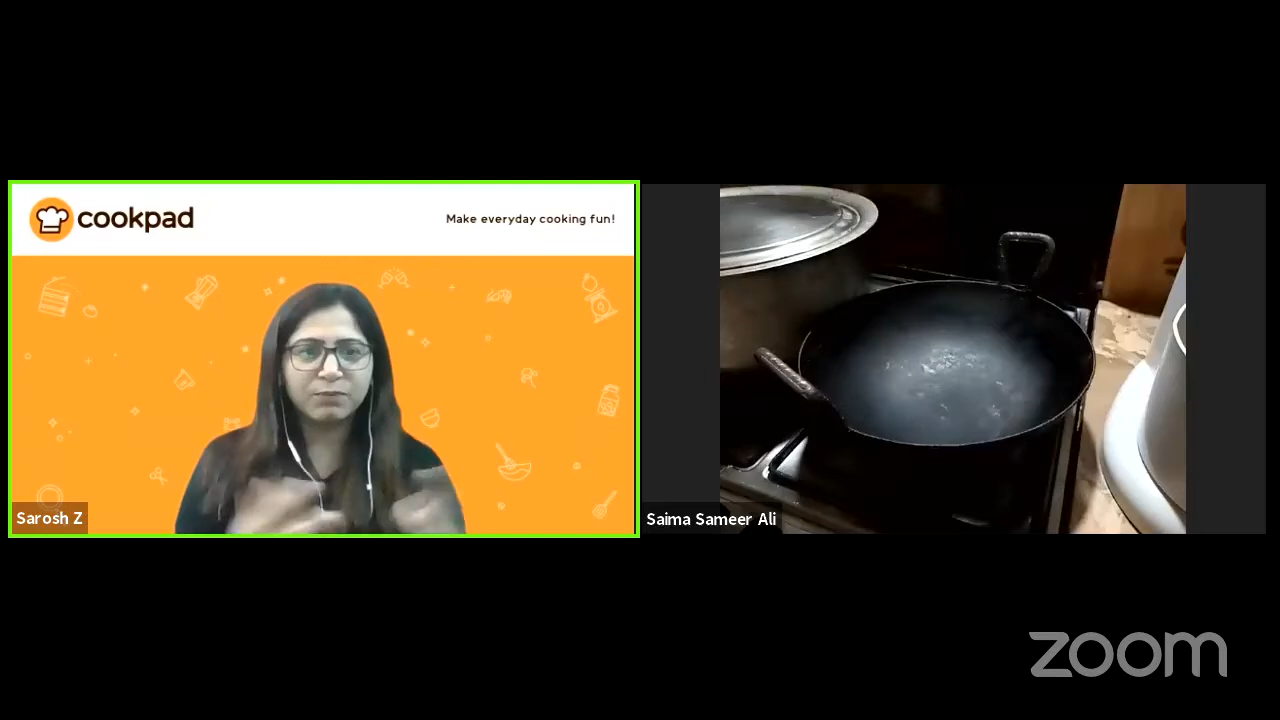 cookpad
Make everyday cooking fun!
Sarosh Z
Saima Sameer Ali
zoom